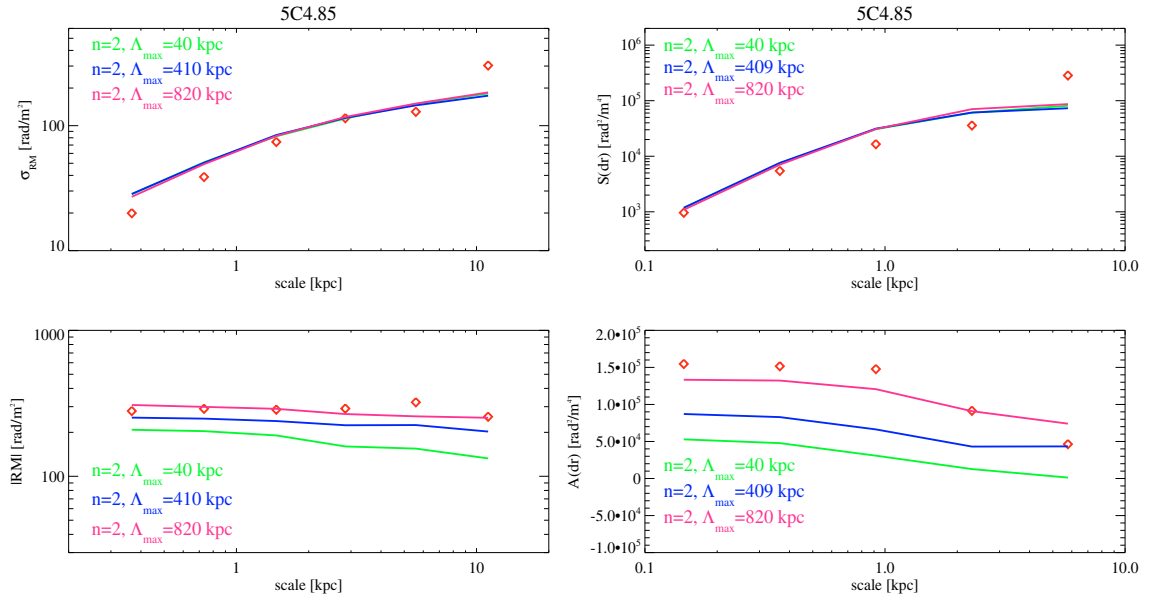 5C4.85
n=2, Λmax=40 kpc
n=2, Λmax=410 kpc
n=2, Λmax=820 kpc
100
10
σRM [rad/m²]
1
10
scale [kpc]
5C4.85
n=2, Λmax=40 kpc
n=2, Λmax=409 kpc
n=2, Λmax=820 kpc
10⁶
10⁵
10⁴
10³
S(dr) [rad²/m⁴]
0.1
1.0
10.0
scale [kpc]
1000
100
|RM| [rad/m²]
n=2, Λmax=40 kpc
n=2, Λmax=410 kpc
n=2, Λmax=820 kpc
1
10
scale [kpc]
2.0•10⁵
1.5•10⁵
1.0•10⁵
5.0•10⁴
0
-5.0•10⁴
-1.0•10⁵
A(dr) [rad²/m⁴]
n=2, Λmax=40 kpc
n=2, Λmax=409 kpc
n=2, Λmax=820 kpc
0.1
1.0
10.0
scale [kpc]